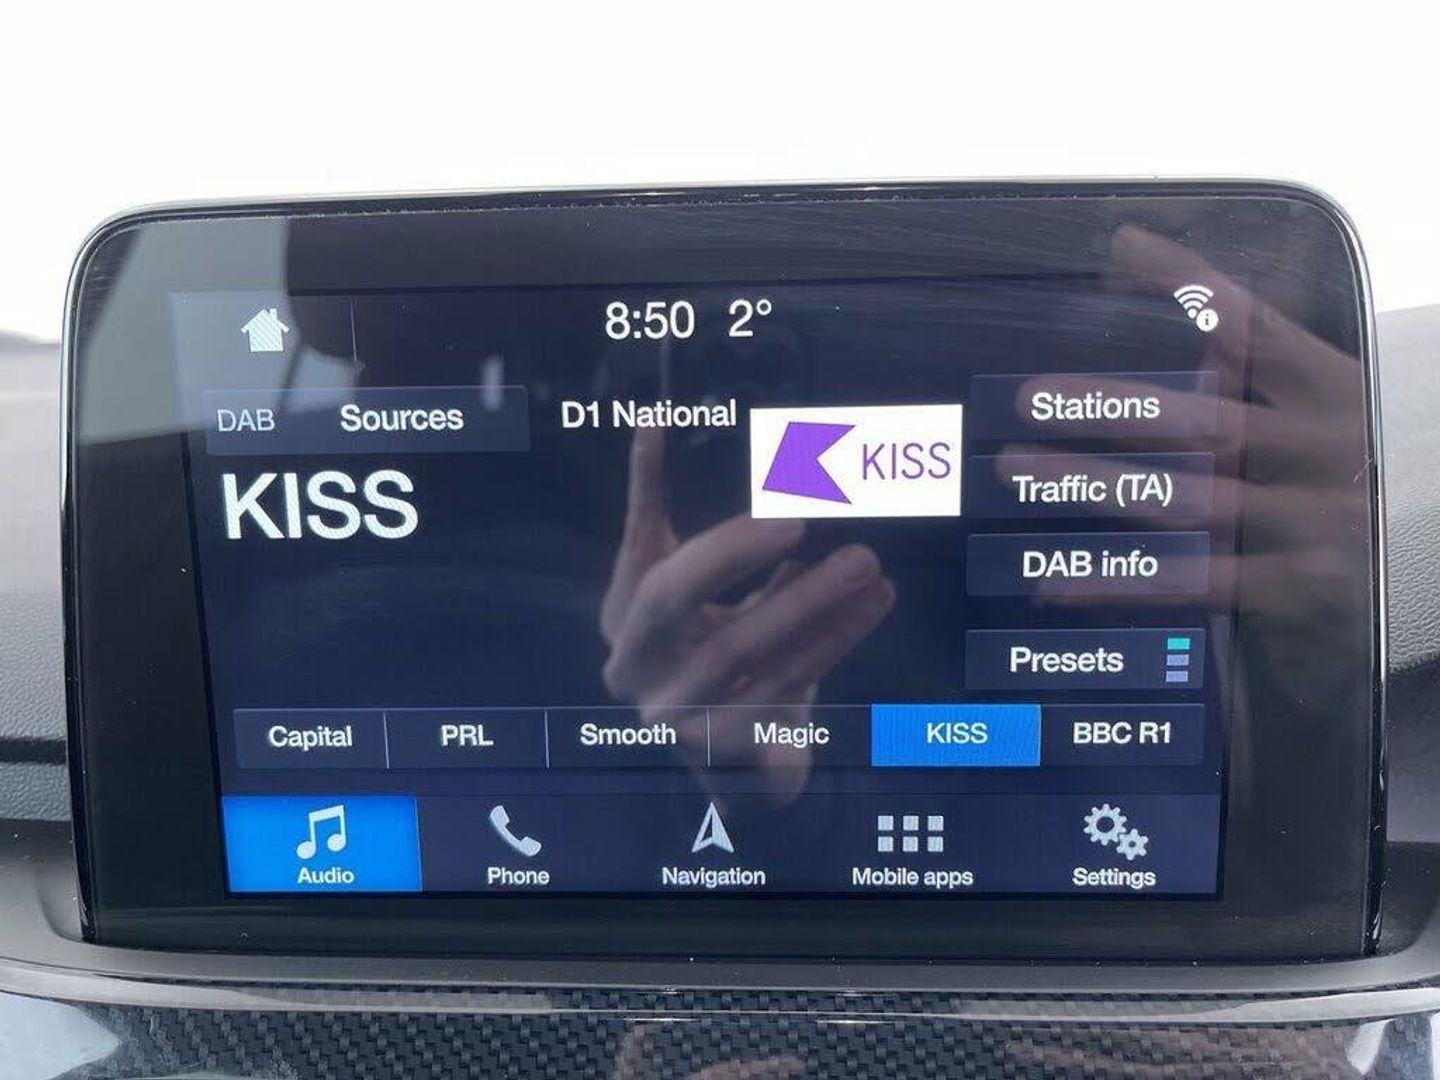 8:50 2°
DAB Sources
D1 National
KISS
KISS
Stations
Traffic (TA)
DAB info
Presets
Capital
PRL
Smooth
Magic
KISS
BBC R1
Audio
Phone
Navigation
Mobile apps
Settings